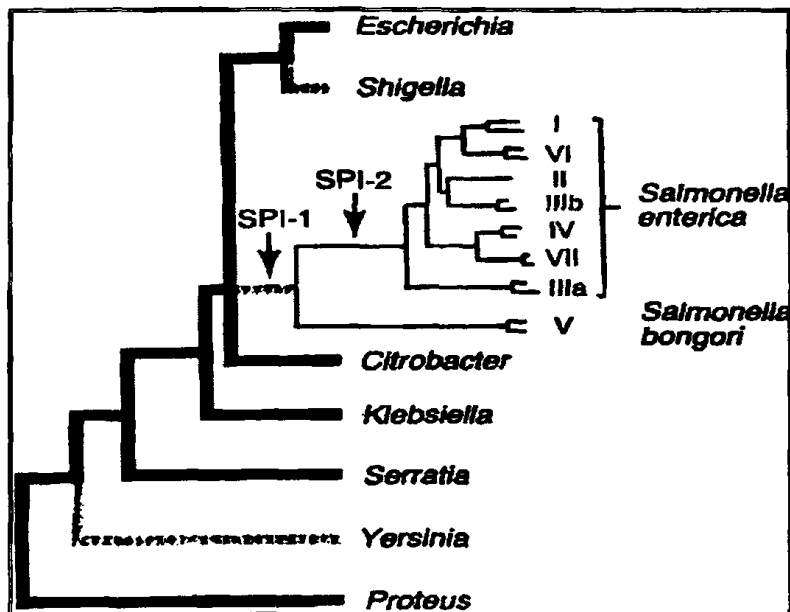 Escherichia
Shigella
I
VI
SPI-2
II
Salmonella
enterica
IIIb
SPI-1
IV
VII
IIIa
V
Salmonella
bongori
Citrobacter
Klebsiella
Serratia
Yersinia
Proteus